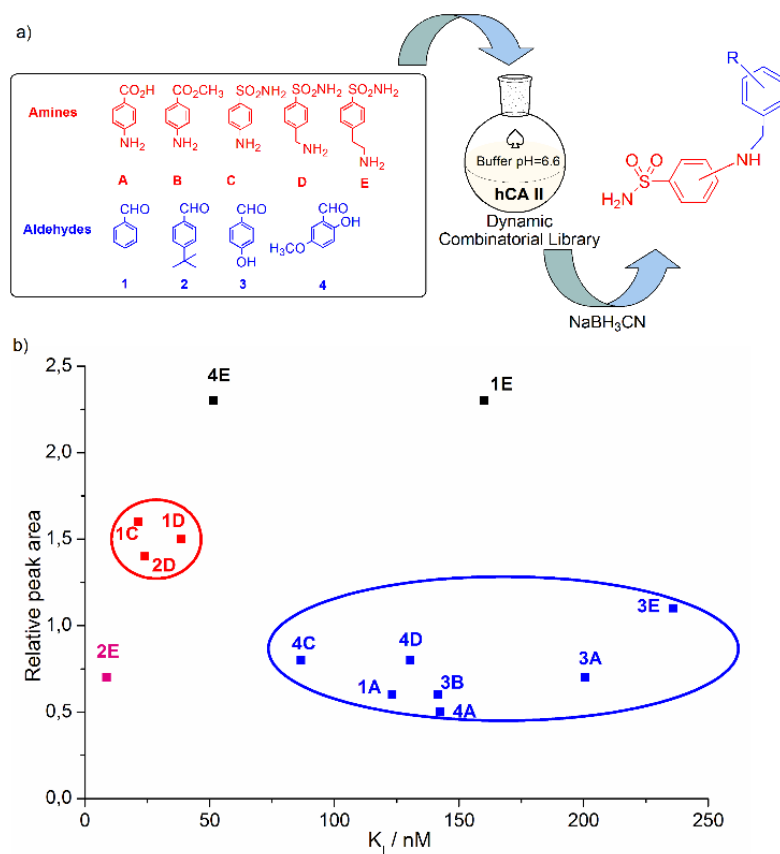 a)
Amines
CO₂H CO₂CH₃ SO₂NH₂ SO₂NH₂ SO₂NH₂
NH₂ NH₂ NH₂ NH₂ NH₂
A B C D E
Aldehydes
CHO CHO CHO CHO
OH
H₃CO
OH
1 2 3 4
Buffer pH=6.6
hCA II
Dynamic
Combinatorial Library
NaBH₃CN
R
NH
O O
S
H₂N
b)
Relative peak area
2,5
2,0
1,5
1,0
0,5
0,0
4E
1E
1C
1D
2D
2E
4C
4D
3E
1A
3B
3A
4A
0 50 100 150 200 250
K_I / nM